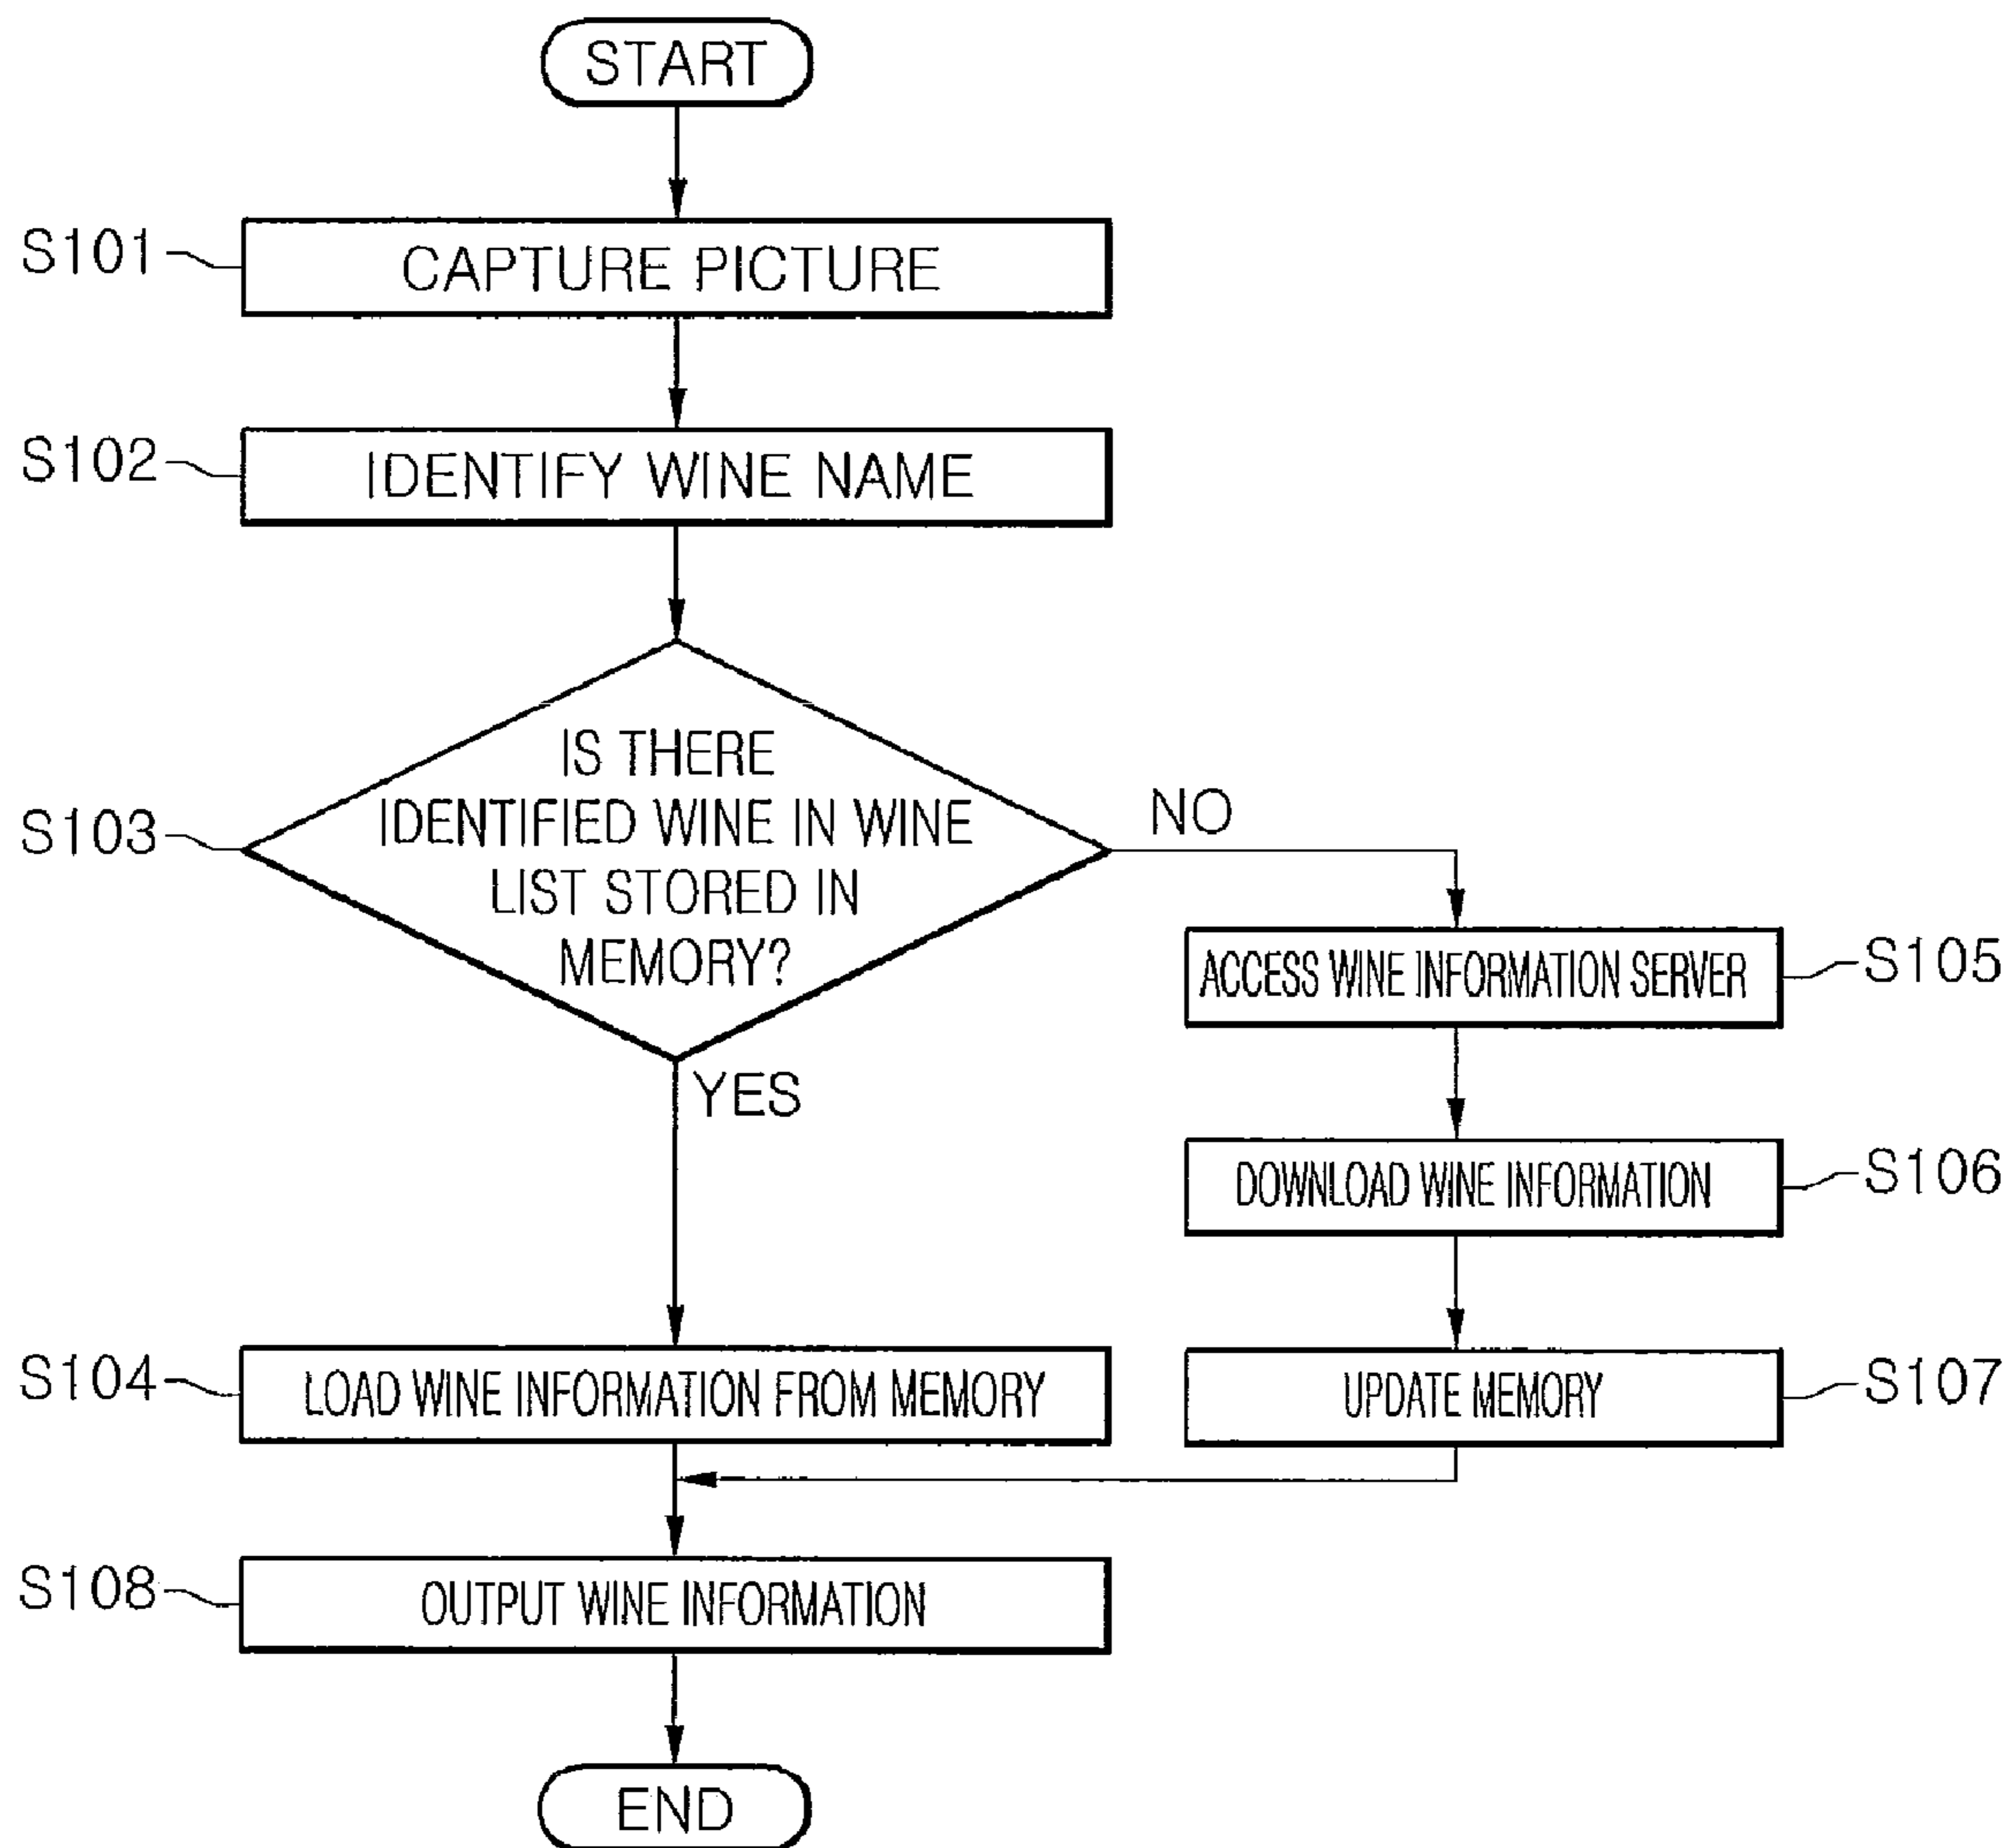 START
S101
CAPTURE PICTURE
S102
IDENTIFY WINE NAME
S103
IS THERE
IDENTIFIED WINE IN WINE
LIST STORED IN
MEMORY?
NO
YES
ACCESS WINE INFORMATION SERVER
S105
DOWNLOAD WINE INFORMATION
S106
S104
LOAD WINE INFORMATION FROM MEMORY
UPDATE MEMORY
S107
S108
OUTPUT WINE INFORMATION
END